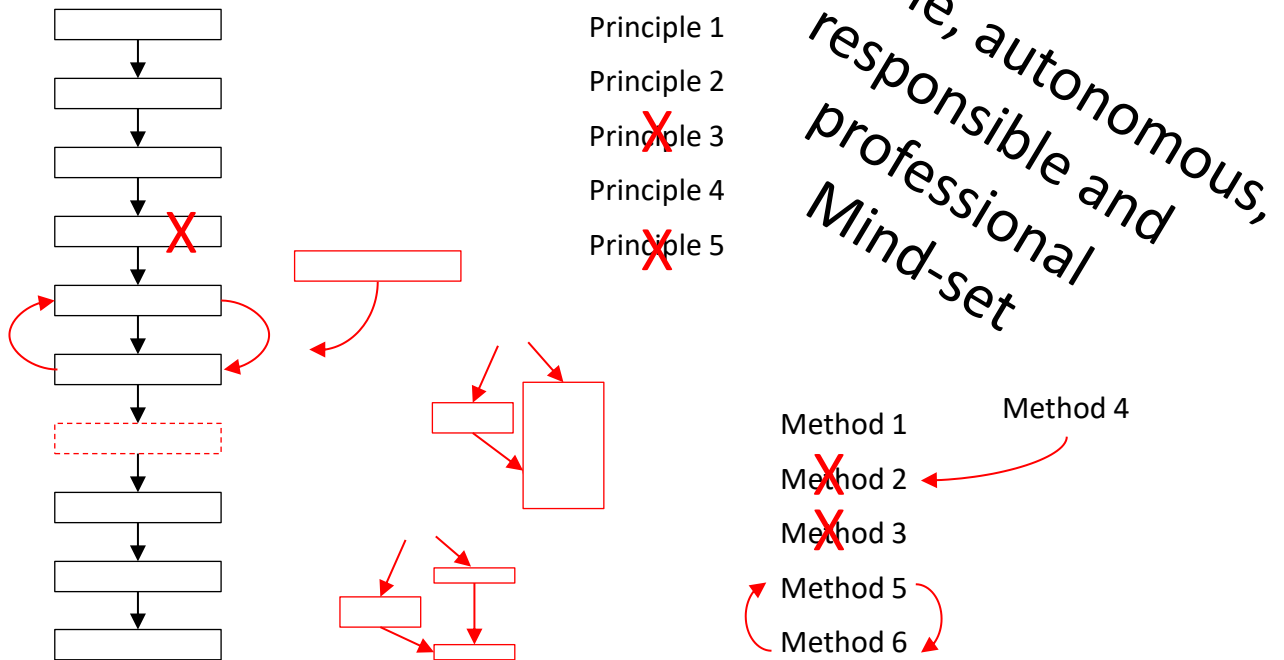 Principle 1
Principle 2
Principle 3
Principle 4
Principle 5
autonomous,
responsible and
professional
Mind-set
Method 1
Method 4
Method 2
Method 3
Method 5
Method 6
X
X
X
X
X